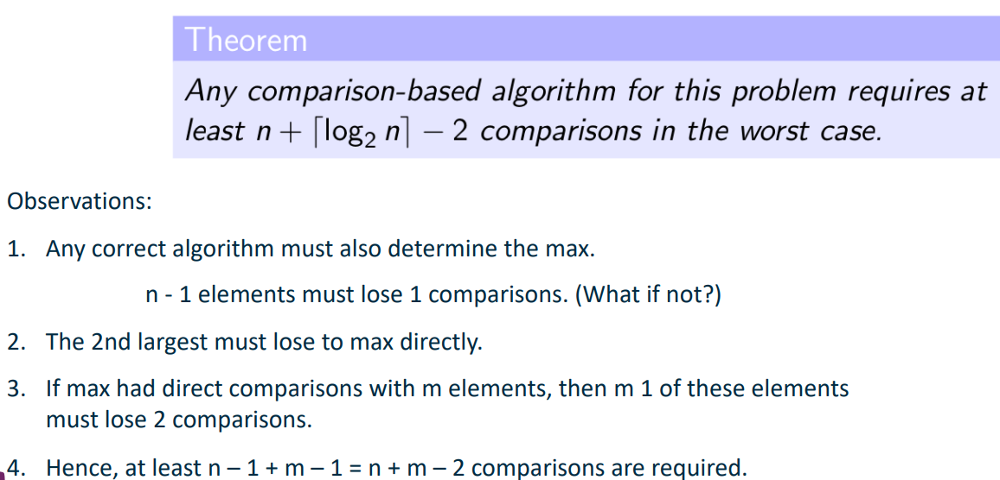 Theorem
Any comparison-based algorithm for this problem requires at
least n + ⌈log₂ n⌉ − 2 comparisons in the worst case.
Observations:
1. Any correct algorithm must also determine the max.
n - 1 elements must lose 1 comparisons. (What if not?)
2. The 2nd largest must lose to max directly.
3. If max had direct comparisons with m elements, then m 1 of these elements
must lose 2 comparisons.
4. Hence, at least n – 1 + m – 1 = n + m – 2 comparisons are required.